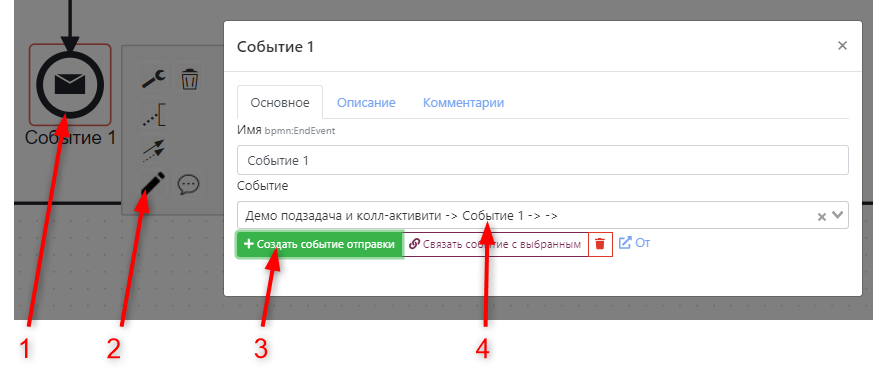 Событие 1
×
Основное Описание Комментарии
Имя bpmn:EndEvent
Событие 1
Событие 1
Событие
Демо подзадача и колл-активити -> Событие 1 -> ->
+ Создать событие отправки Связать событие с выбранным От
1 2 3 4